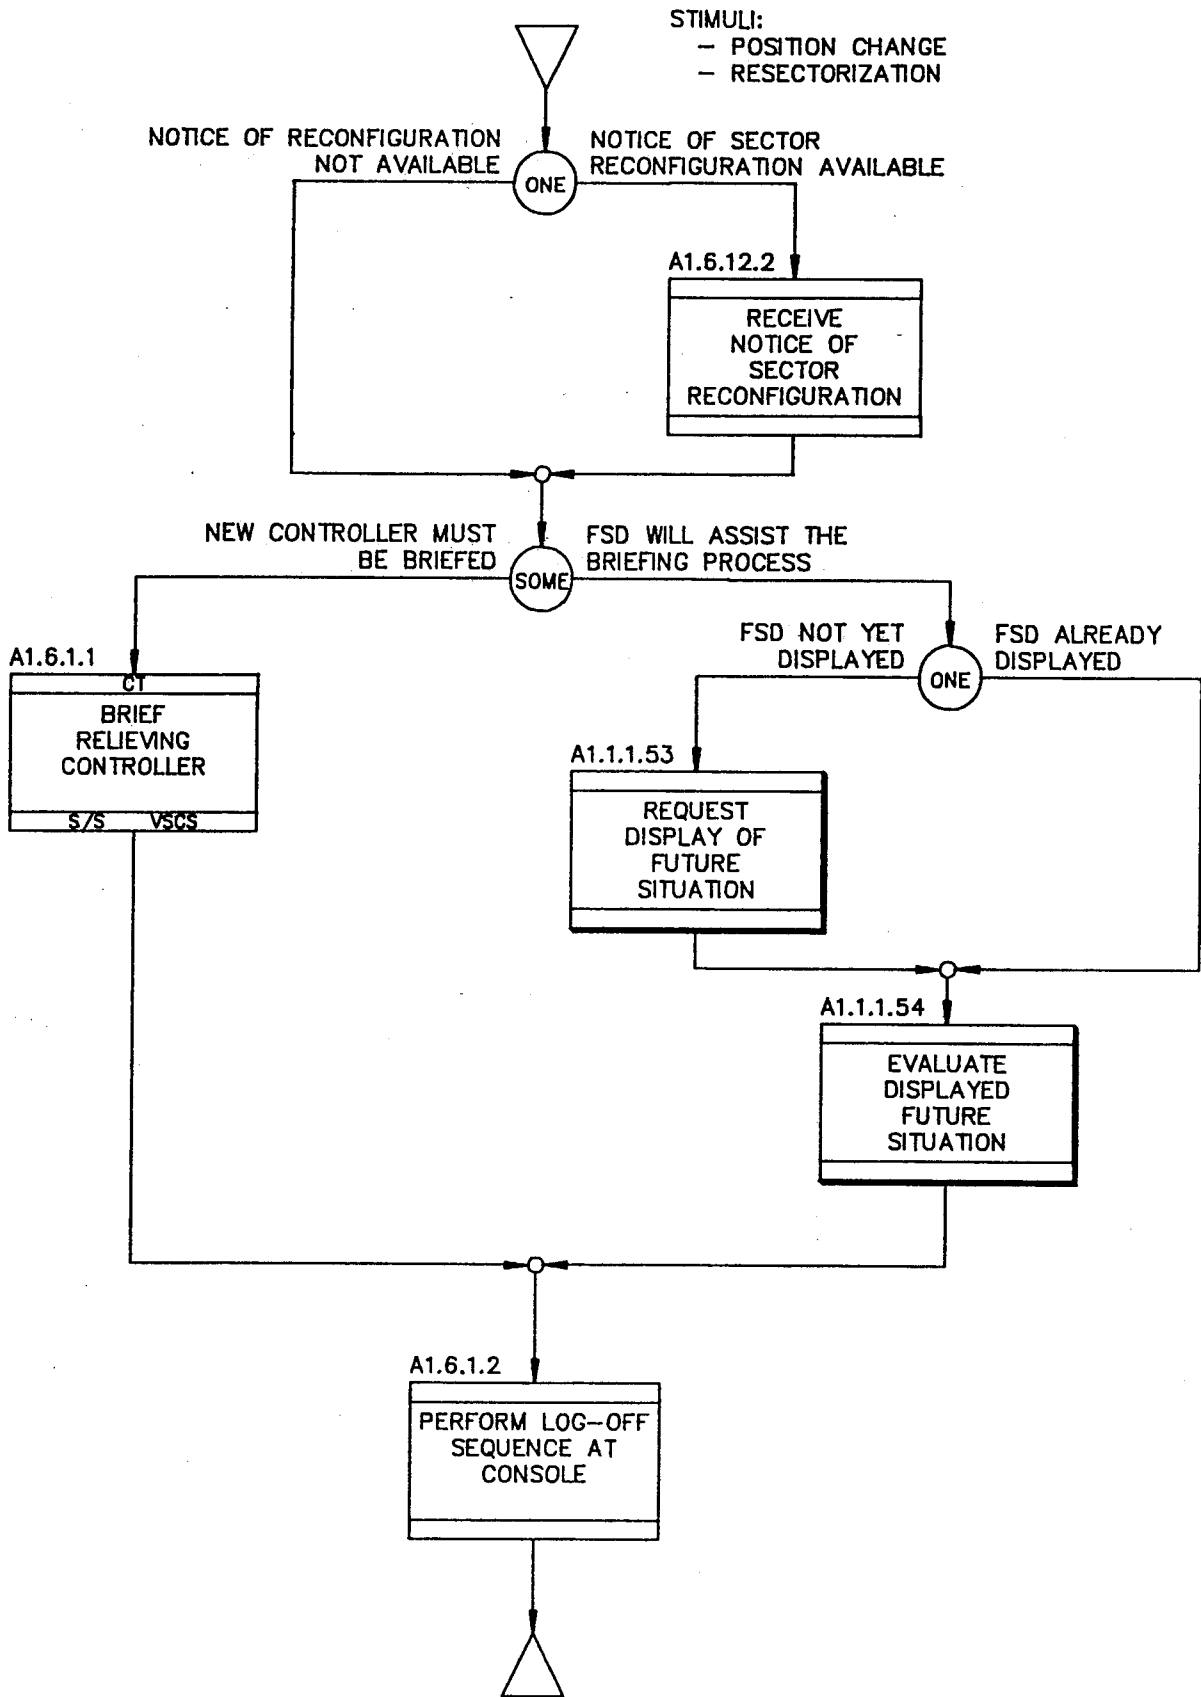 STIMULI:
- POSITION CHANGE
- RESECTORIZATION
NOTICE OF RECONFIGURATION
NOT AVAILABLE
NOTICE OF SECTOR
RECONFIGURATION AVAILABLE
ONE
A1.6.12.2
RECEIVE
NOTICE OF
SECTOR
RECONFIGURATION
NEW CONTROLLER MUST
BE BRIEFED
FSD WILL ASSIST THE
BRIEFING PROCESS
SOME
A1.6.1.1
CT
BRIEF
RELIEVING
CONTROLLER
S/S VSCS
FSD NOT YET
DISPLAYED
FSD ALREADY
DISPLAYED
ONE
A1.1.1.53
REQUEST
DISPLAY OF
FUTURE
SITUATION
A1.1.1.54
EVALUATE
DISPLAYED
FUTURE
SITUATION
A1.6.1.2
PERFORM LOG-OFF
SEQUENCE AT
CONSOLE